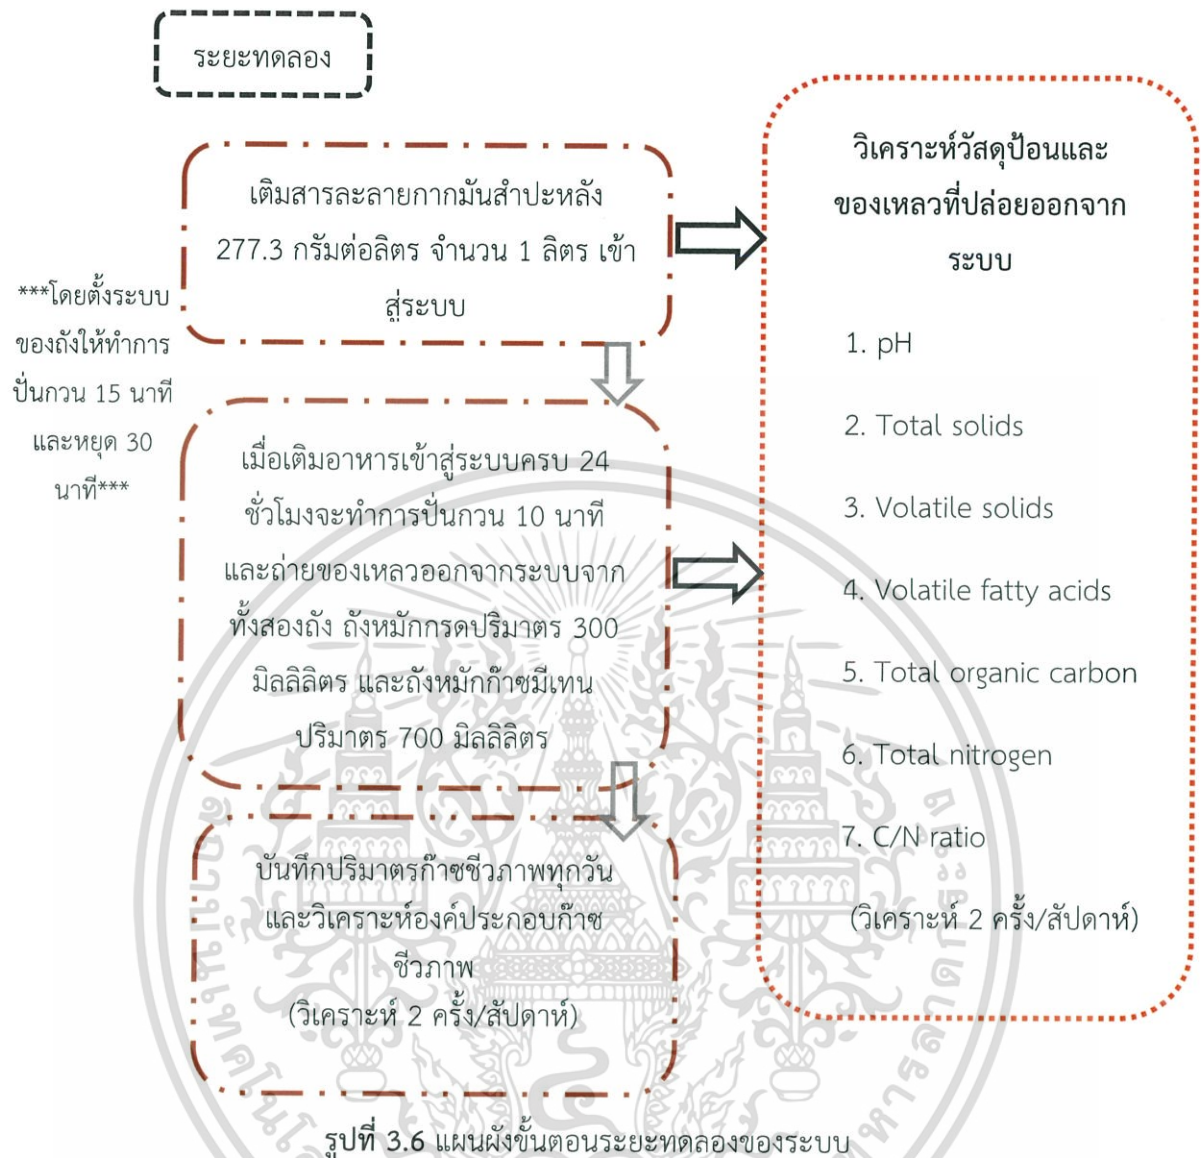 ระยะทดลอง
เติมสารละลายกากมันสำปะหลัง
277.3 กรัมต่อลิตร จำนวน 1 ลิตร เข้า
สู่ระบบ
***โดยตั้งระบบ
ของถังให้ทำการ
ปั่นกวน 15 นาที
และหยุด 30
นาที***
เมื่อเติมอาหารเข้าสู่ระบบครบ 24
ชั่วโมงจะทำการปั่นกวน 10 นาที
และถ่ายของเหลวออกจากระบบจาก
ทั้งสองถัง ถังหมักกรดปริมาตร 300
มิลลิลิตร และถังหมักก๊าซมีเทน
ปริมาตร 700 มิลลิลิตร
บันทึกปริมาตรก๊าซชีวภาพทุกวัน
และวิเคราะห์องค์ประกอบก๊าซ
ชีวภาพ
(วิเคราะห์ 2 ครั้ง/สัปดาห์)
วิเคราะห์วัสดุป้อนและ
ของเหลวที่ปล่อยออกจาก
ระบบ
1. pH
2. Total solids
3. Volatile solids
4. Volatile fatty acids
5. Total organic carbon
6. Total nitrogen
7. C/N ratio
(วิเคราะห์ 2 ครั้ง/สัปดาห์)
รูปที่ 3.6 แผนผังขั้นตอนระยะทดลองของระบบ